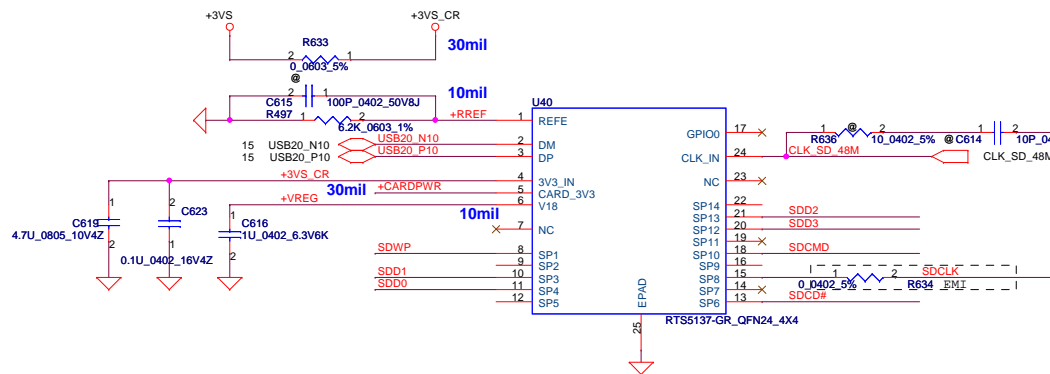 +3VS
+3VS_CR
R633
30mil
2
1
0_0603_5%
@
10mil
2
1
C615
100P_0402_50V8J
R497
1
2
6.2K_0603_1%
+RREF
U40
1
REFE
15
USB20_N10
USB20_N10
2
DM
15
USB20_P10
USB20_P10
3
DP
+3VS_CR
4
3V3_IN
30mil
+CARDPWR
5
CARD_3V3
+VREG
6
V18
10mil
7
NC
1
C619
2
4.7U_0805_10V4Z
2
C623
1
0.1U_0402_16V4Z
1
C616
.1U_0402_6.3V6K
2
SDWP
8
SP1
9
SP2
SDD1
10
SP3
SDD0
11
SP4
12
SP5
EPAD
25
RTS5137-GR_QFN24_4X4
GPIO0
17
CLK_IN
24
NC
23
SP14
22
SP13
21
SDD2
SP12
20
SDD3
SP11
19
SP10
18
SDCMD
SP9
16
SP8
15
SP7
14
SP6
13
SDCD#
1
2
SDCLK
0_0402_5%
R634
EMI
1
@
2
R636
10_0402_5%
@
C614
1
2
10P_04
CLK_SD_48M
CLK_SD_48M